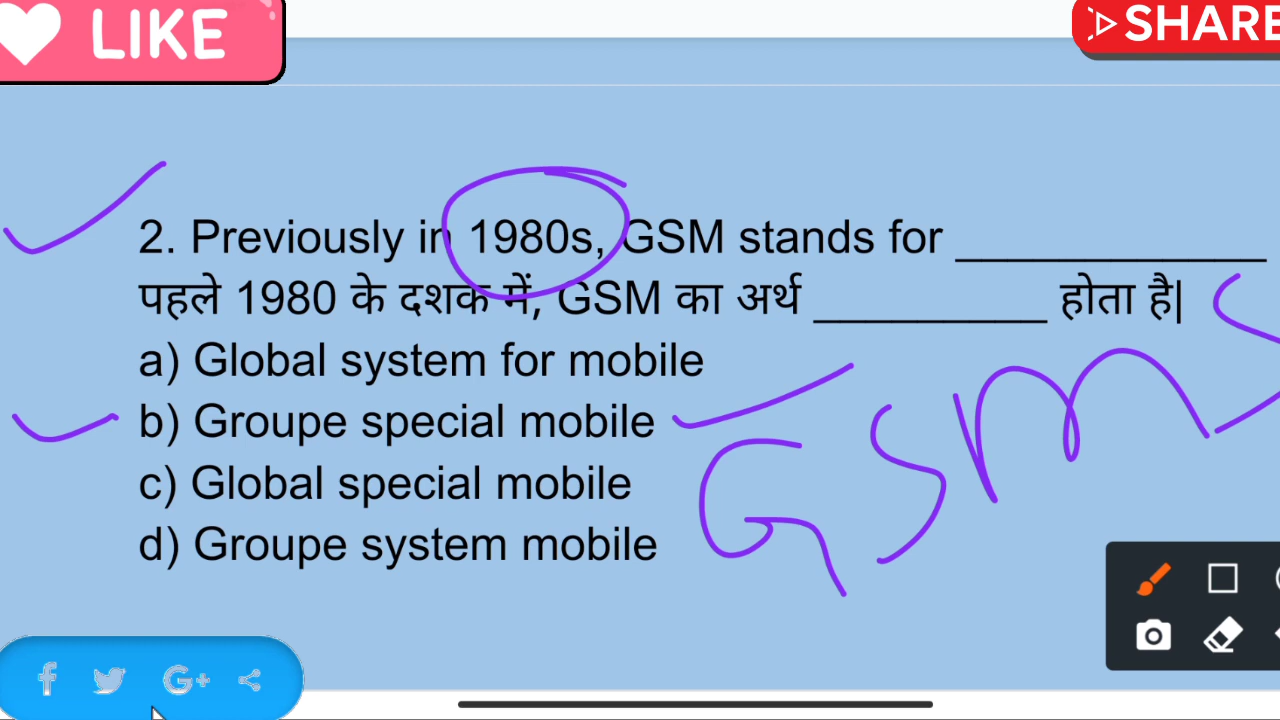 LIKE
SHARE
2. Previously in 1980s, GSM stands for _____________
पहले 1980 के दशक में, GSM का अर्थ __________ होता है|
a) Global system for mobile
b) Groupe special mobile
c) Global special mobile
d) Groupe system mobile
GSM
f G+